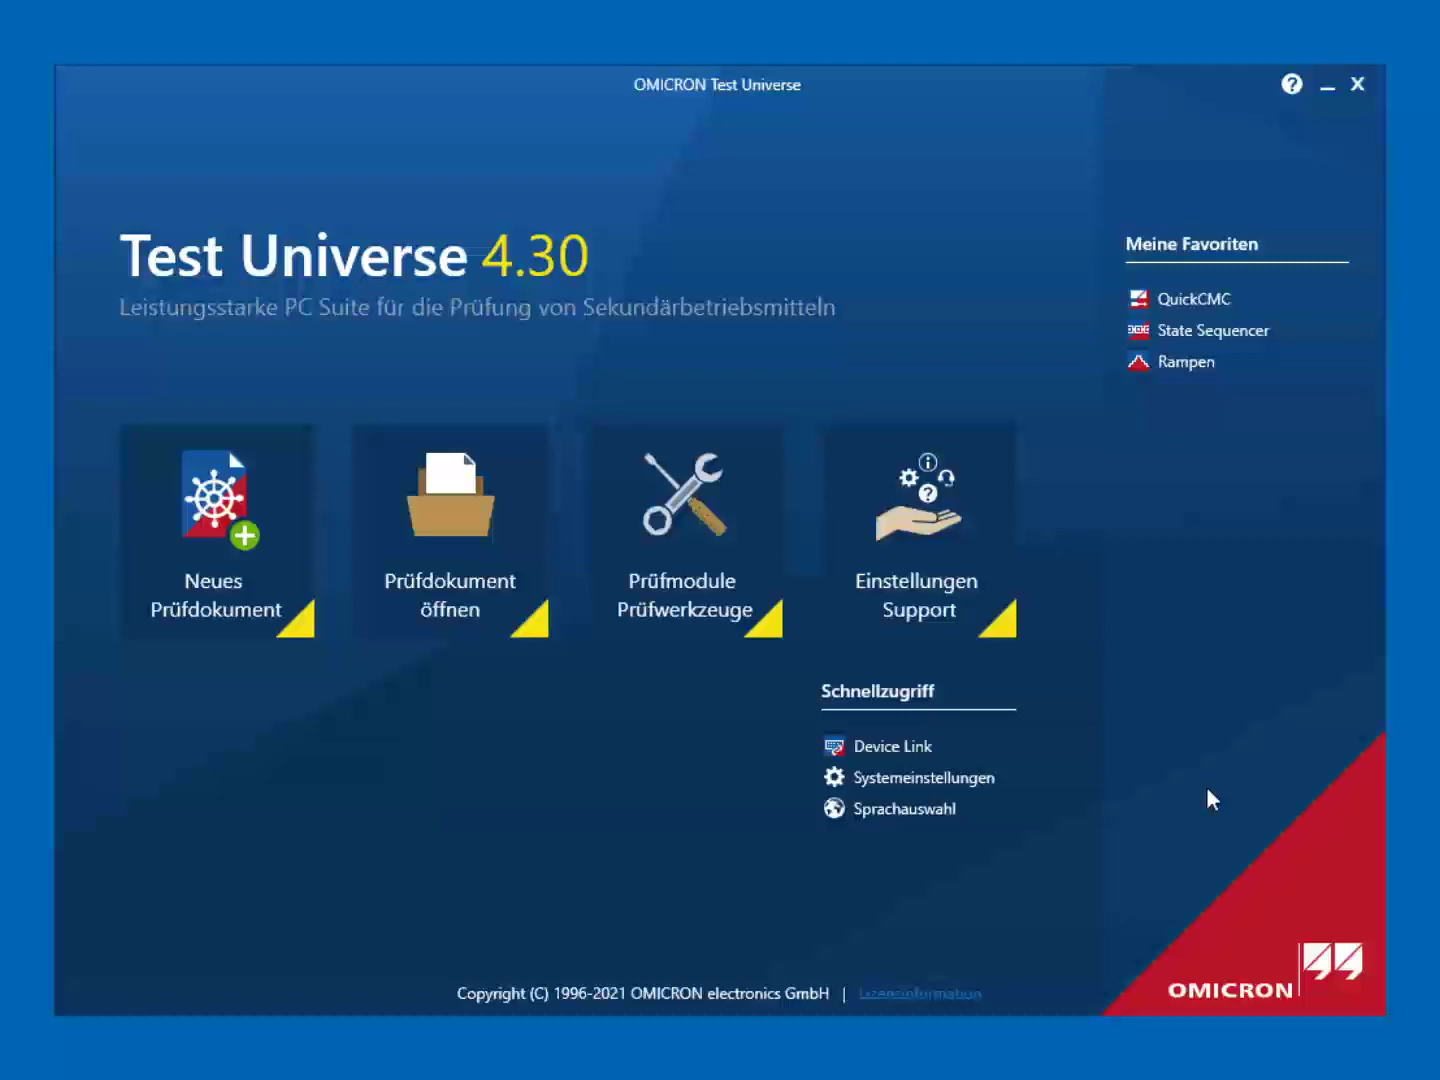 OMICRON Test Universe
Test Universe 4.30
Leistungsstarke PC Suite für die Prüfung von Sekundärbetriebsmitteln
Meine Favoriten
QuickCMC
State Sequencer
Rampen
Neues
Prüfdokument
Prüfdokument
öffnen
Prüfmodule
Prüfwerkzeuge
Einstellungen
Support
Schnellzugriff
Device Link
Systemeinstellungen
Sprachauswahl
Copyright (C) 1996-2021 OMICRON electronics GmbH | Lizenzinformation
OMICRON